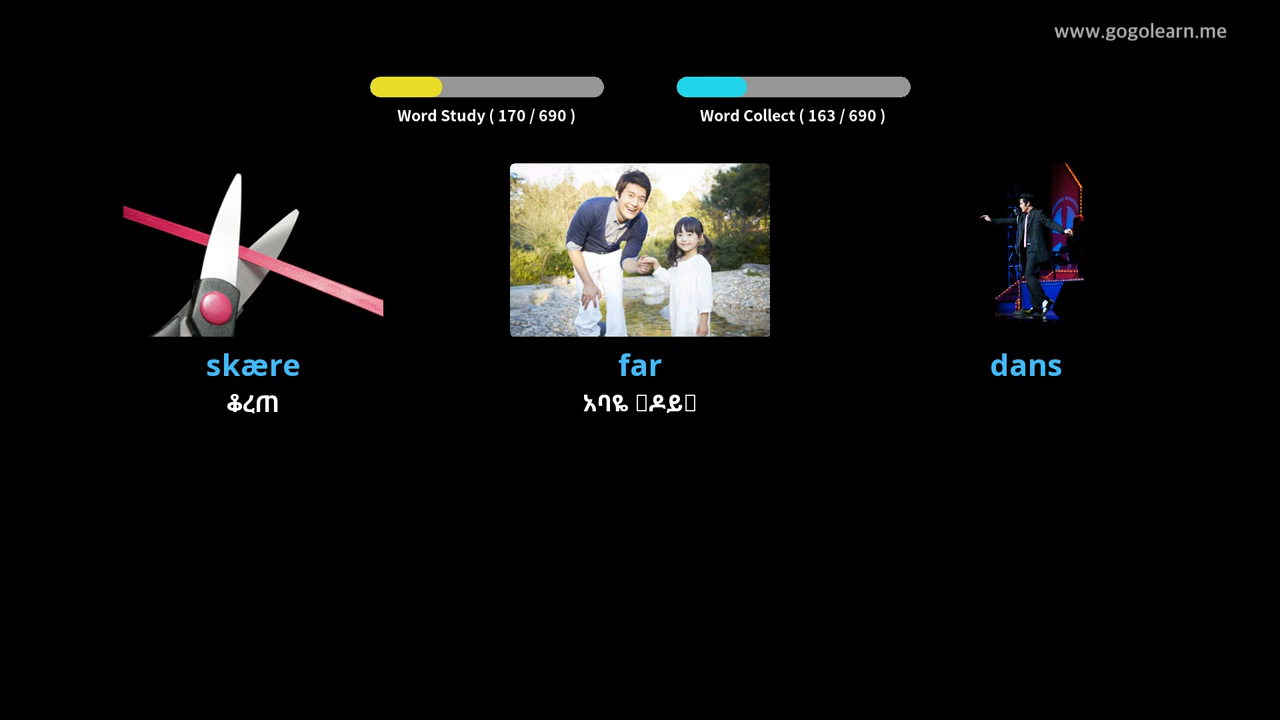 www.gogolearn.me
Word Study ( 170 / 690 )
Word Collect ( 163 / 690 )
skære
far
dans
ቆረጠ
አባዬ